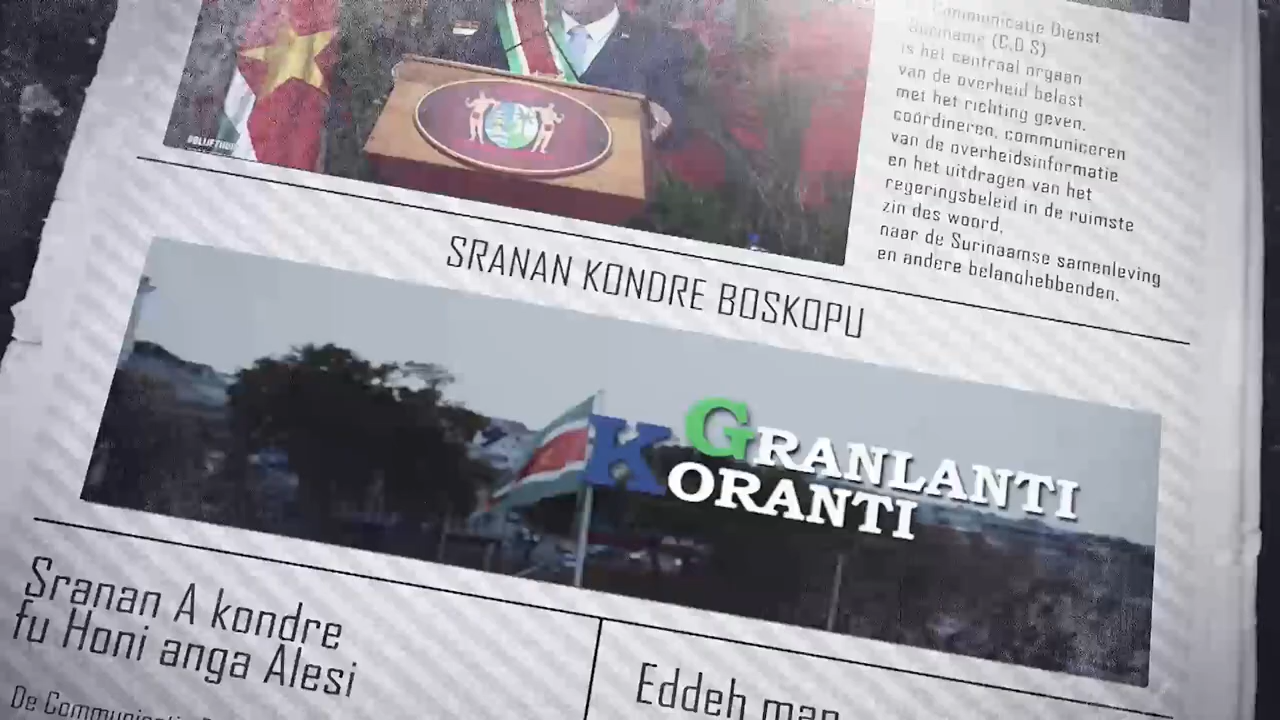 Communicatie Dienst
Suriname (C.D.S)
is het centraal orgaan
van de overheid belast
met het richting geven,
coördineren, communiceren
van de overheidsinformatie
en het uitdragen van het
regeringsbeleid in de ruimste
zin des woord,
naar de Surinaamse samenleving
en andere belanghebbenden.
SRANAN KONDRE BOSKOPU
GRANLANTI
KORANTI
Sranan A kondre
fu Honi anga Alesi
De
Eddeh man